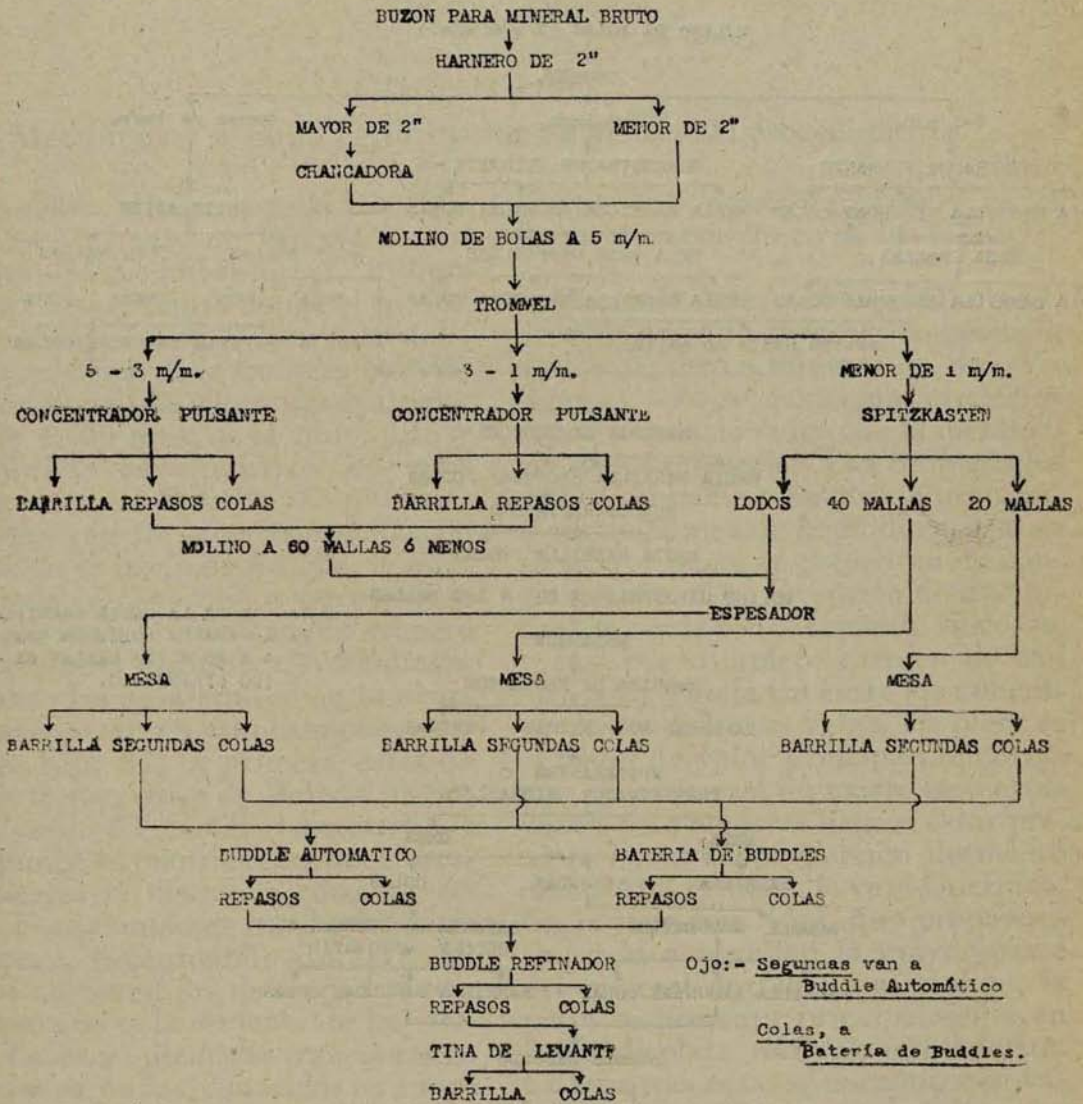 BUZON PARA MINERAL BRUTO
HARNERO DE 2"
MAYOR DE 2" MENOR DE 2"
CHANCADORA
MOLINO DE BOLAS A 5 m/m.
TROMMEL
5 - 3 m/m. 3 - 1 m/m. MENOR DE 1 m/m.
CONCENTRADOR PULSANTE CONCENTRADOR PULSANTE SPITZKASTEN
BARRILLA REPASOS COLAS BARRILLA REPASOS COLAS LODOS 40 MALLAS 20 MALLAS
MOLINO A 60 MALLAS ó MENOS
ESPESADOR
MESA MESA MESA
BARRILLA SEGUNDAS COLAS BARRILLA SEGUNDAS COLAS BARRILLA SEGUNDAS COLAS
BUDDLE AUTOMATICO BATERIA DE BUDDLES
REPASOS COLAS REPASOS COLAS
BUDDLE REFINADOR Ojo:- Segundas van a
Buddle Automático
REPASOS COLAS
Colas, a
TINA DE LEVANTE Batería de Buddles.
BARRILLA COLAS